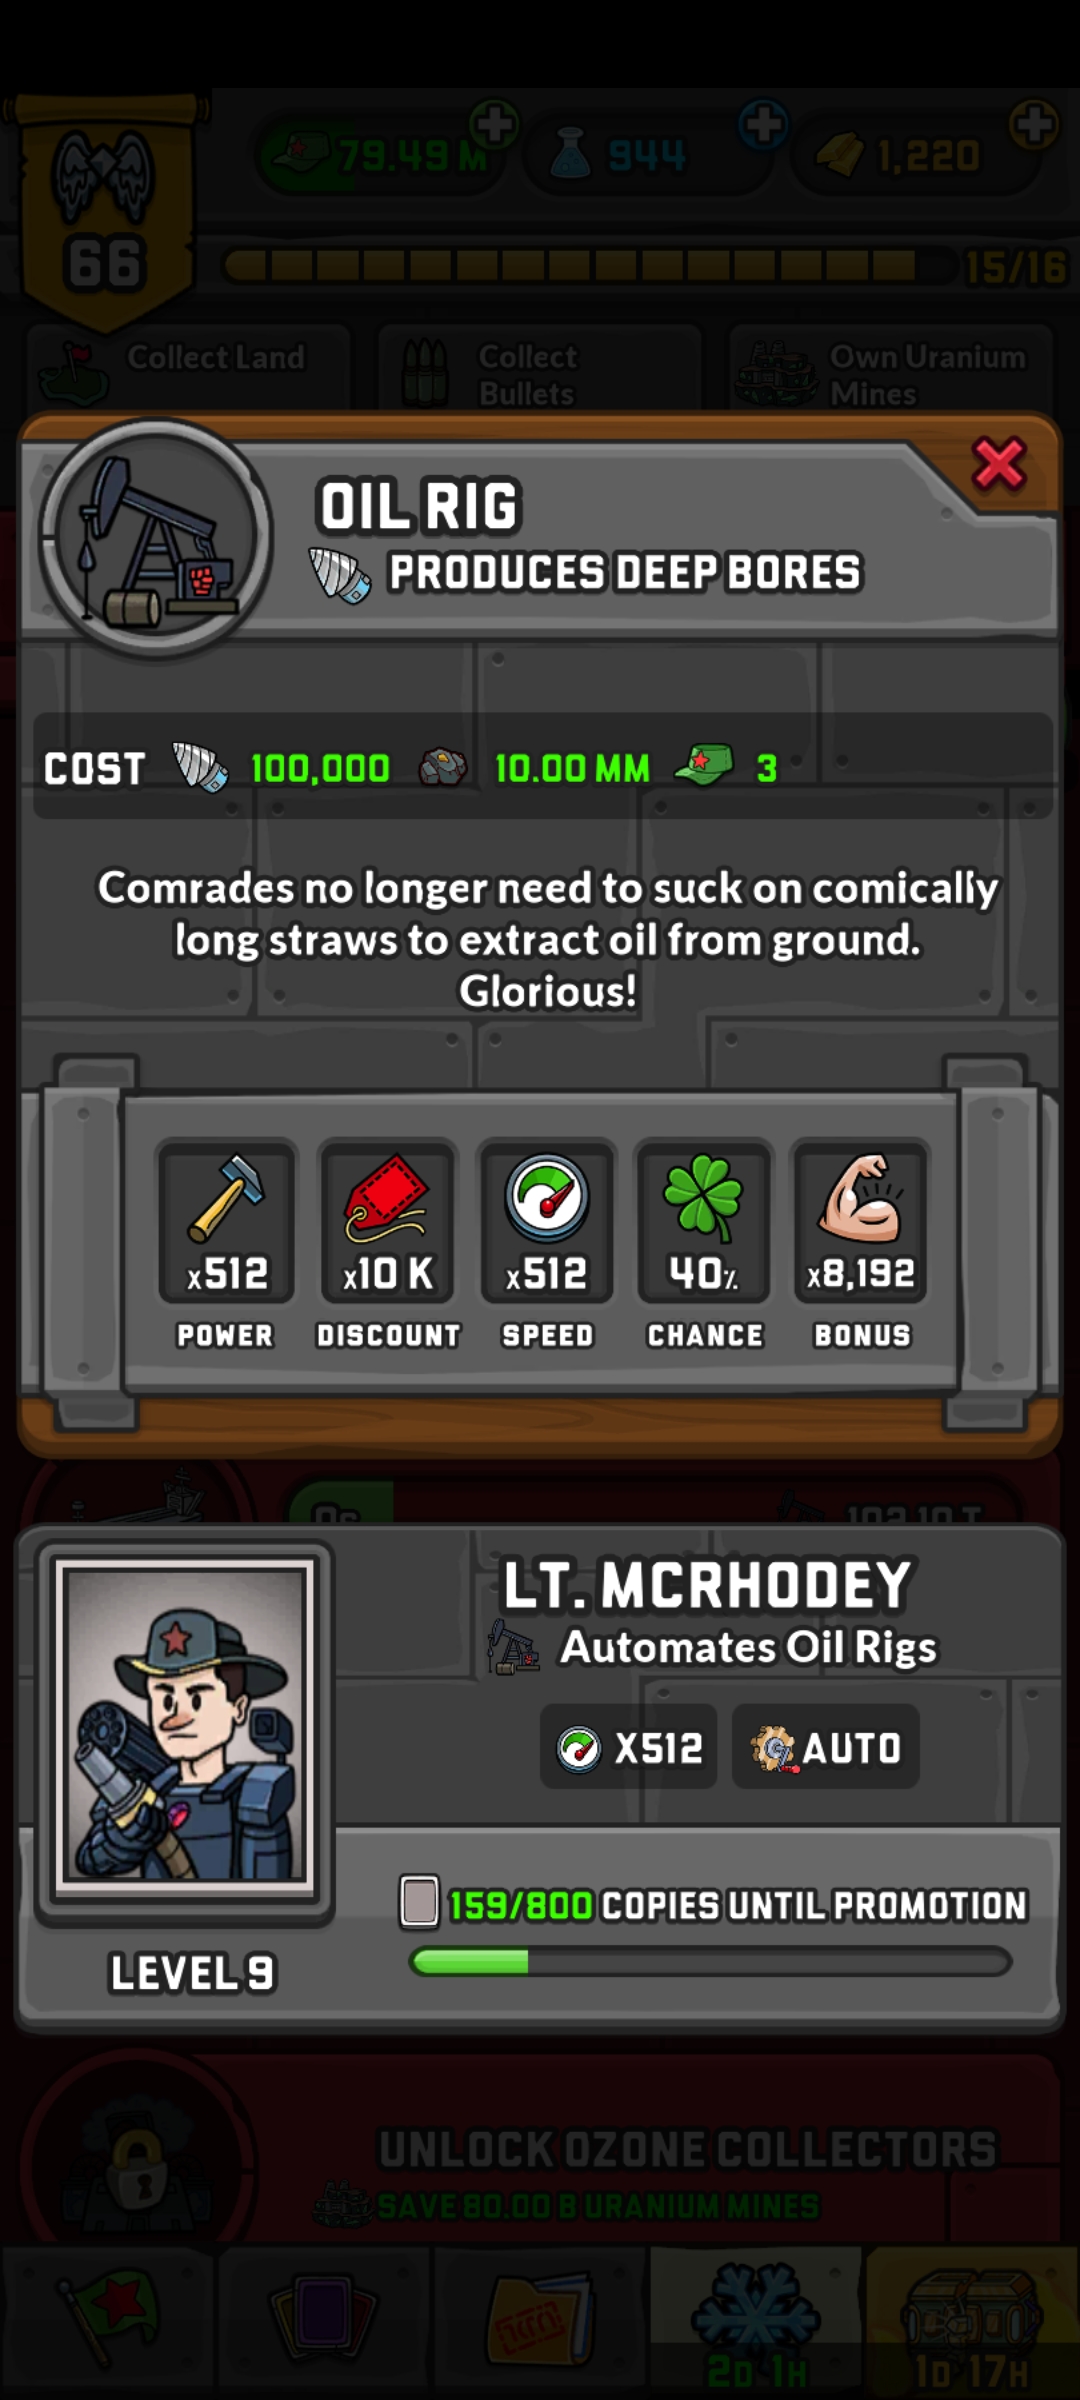 79.49 M
944
1,220
66
15/16
Collect Land
Collect
Bullets
Own Uranium
Mines
OIL RIG
PRODUCES DEEP BORES
COST 100,000 10.00 MM 3
Comrades no longer need to suck on comically
long straws to extract oil from ground.
Glorious!
x512 x10 K x512 40% x8,192
POWER DISCOUNT SPEED CHANCE BONUS
LT. MCRHODEY
Automates Oil Rigs
X512 AUTO
159/800 COPIES UNTIL PROMOTION
LEVEL 9
UNLOCK OZONE COLLECTORS
SAVE 80.00 B URANIUM MINES
2D 1H
1D 17H